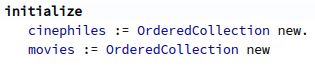 initialize
cinephiles := OrderedCollection new.
movies := OrderedCollection new